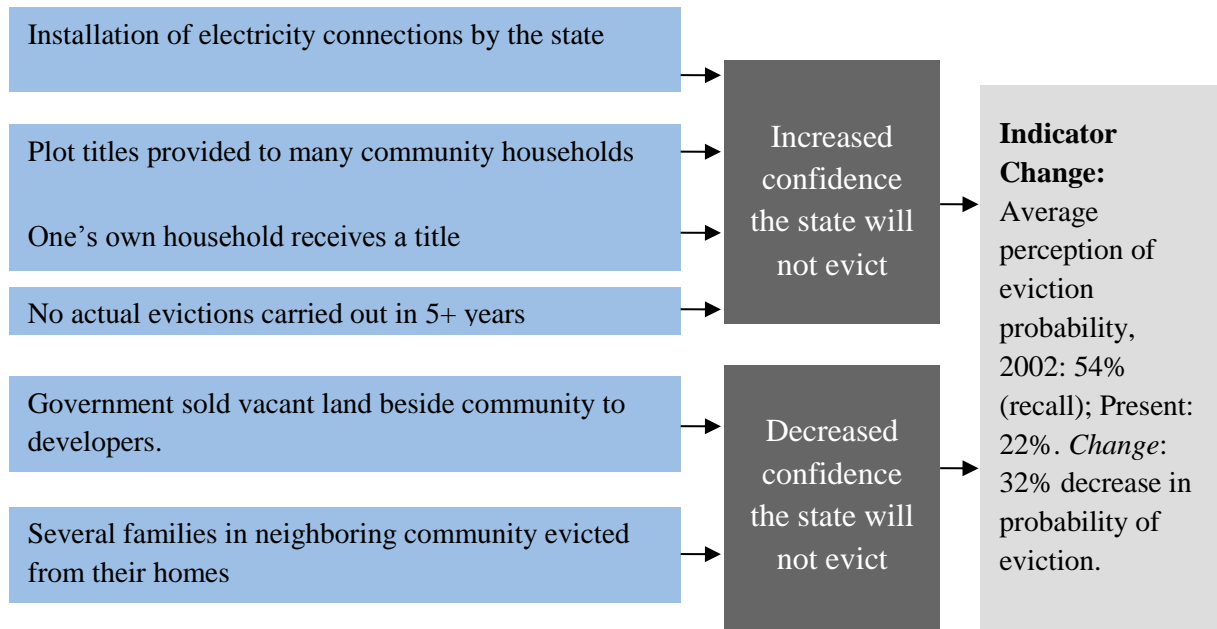 Installation of electricity connections by the state
Plot titles provided to many community households
One’s own household receives a title
No actual evictions carried out in 5+ years
Government sold vacant land beside community to
developers.
Several families in neighboring community evicted
from their homes
Increased
confidence
the state will
not evict
Decreased
confidence
the state will
not evict
Indicator
Change:
Average
perception of
eviction
probability,
2002: 54%
(recall); Present:
22%. Change:
32% decrease in
probability of
eviction.